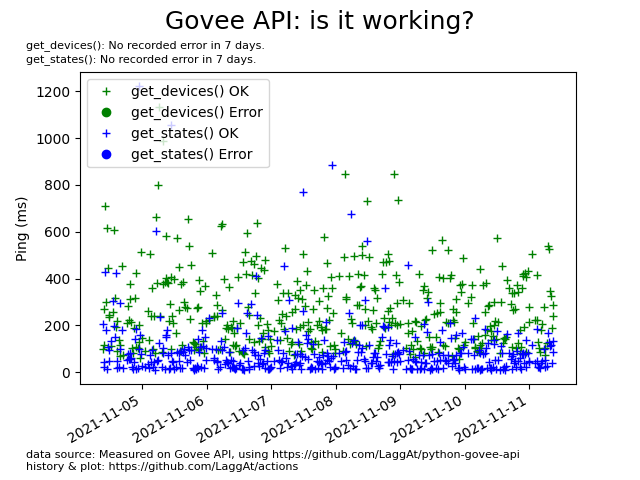 Govee API: is it working?
get_devices(): No recorded error in 7 days.
get_states(): No recorded error in 7 days.
get_devices() OK
get_devices() Error
get_states() OK
get_states() Error
Ping (ms)
1200
1000
800
600
400
200
0
2021-11-05
2021-11-06
2021-11-07
2021-11-08
2021-11-09
2021-11-10
2021-11-11
data source: Measured on Govee API, using https://github.com/LaggAt/python-govee-api
history & plot: https://github.com/LaggAt/actions